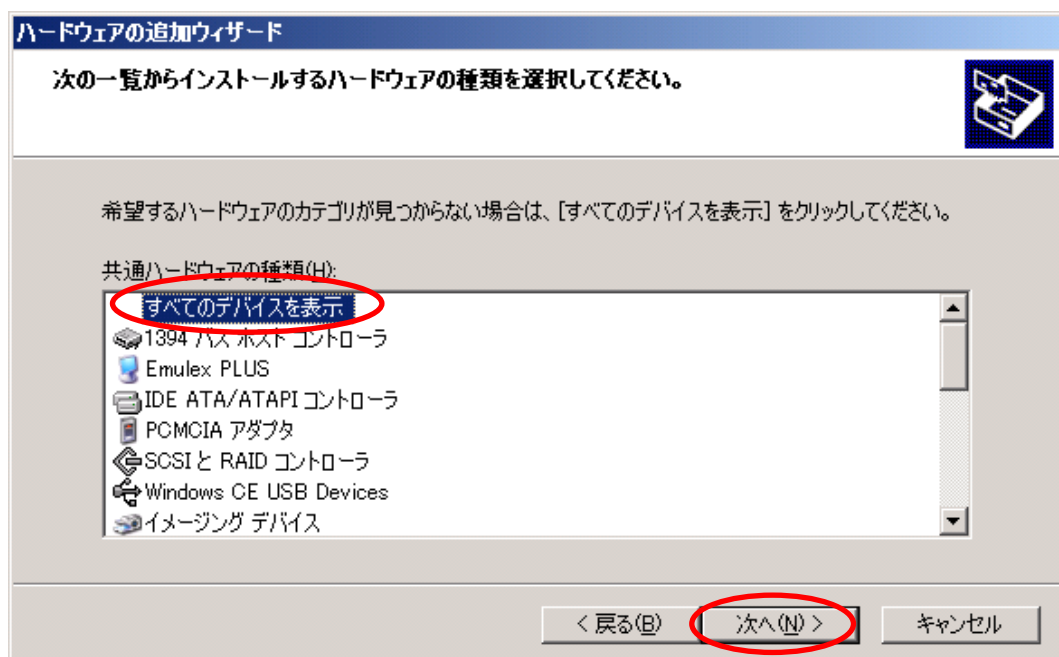 ハードウェアの追加ウィザード
次の一覧からインストールするハードウェアの種類を選択してください。
希望するハードウェアのカテゴリが見つからない場合は、[すべてのデバイスを表示] をクリックしてください。
共通ハードウェアの種類(H):
すべてのデバイスを表示
1394 バス ホスト コントローラ
Emulex PLUS
IDE ATA/ATAPI コントローラ
PCMCIA アダプタ
SCSI と RAID コントローラ
Windows CE USB Devices
イメージング デバイス
< 戻る(B) 次へ(N) > キャンセル